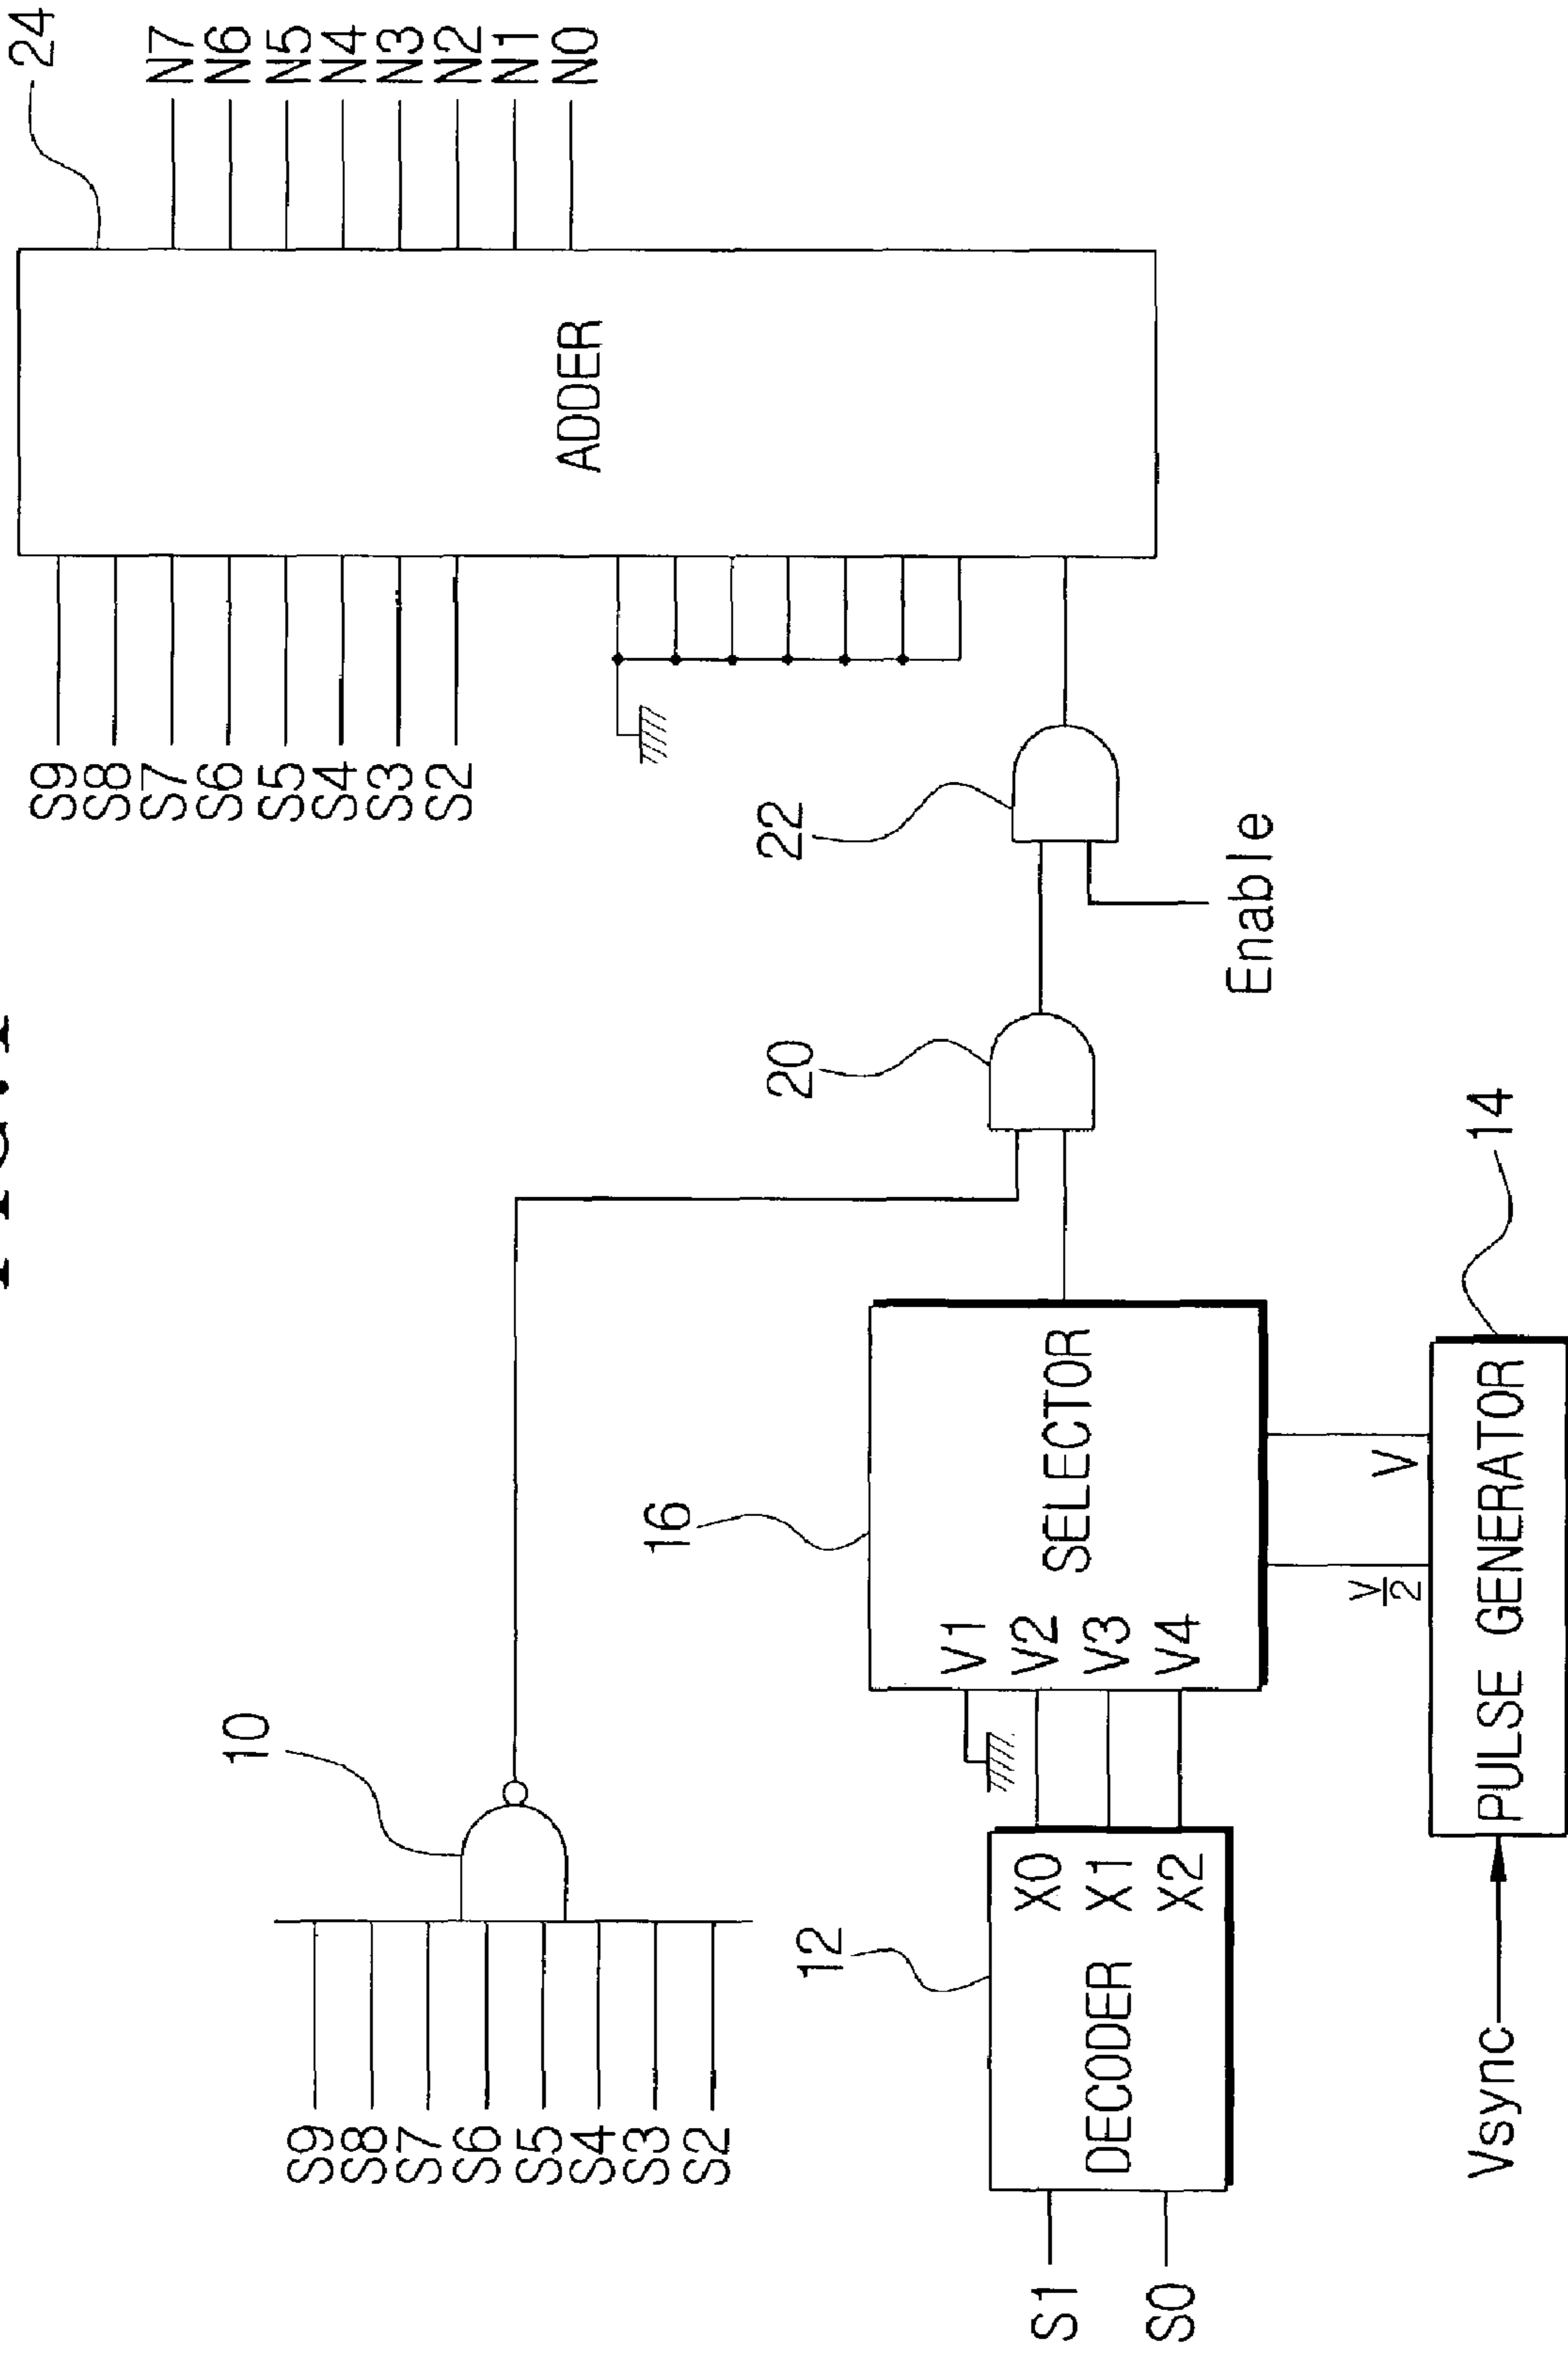 24
S9
S8
S7
S6
S5
S4
S3
S2
ADDER
N7
N6
N5
N4
N3
N2
N1
N0
10
S9
S8
S7
S6
S5
S4
S3
S2
22
20
Enable
16
V1
V2
V3
V4
SELECTOR
12
S1
S0
DECODER
X0
X1
X2
V/2
V
14
Vsync
PULSE GENERATOR